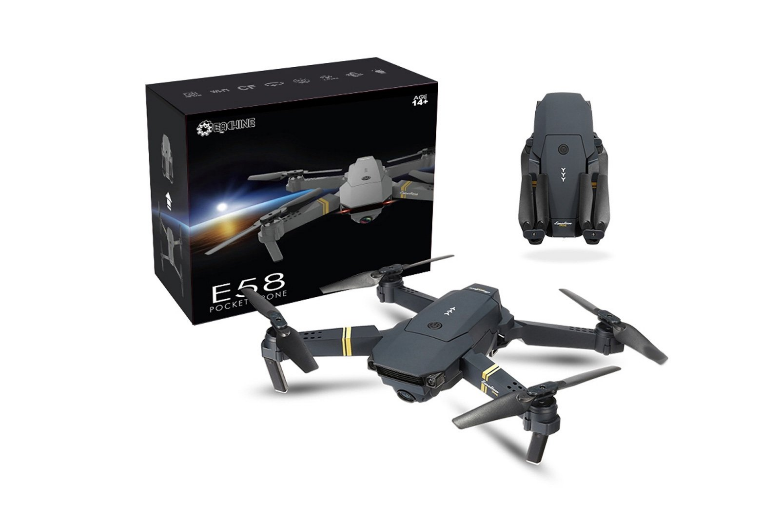 EACHINE
AGE
14+
E58
POCKET DRONE